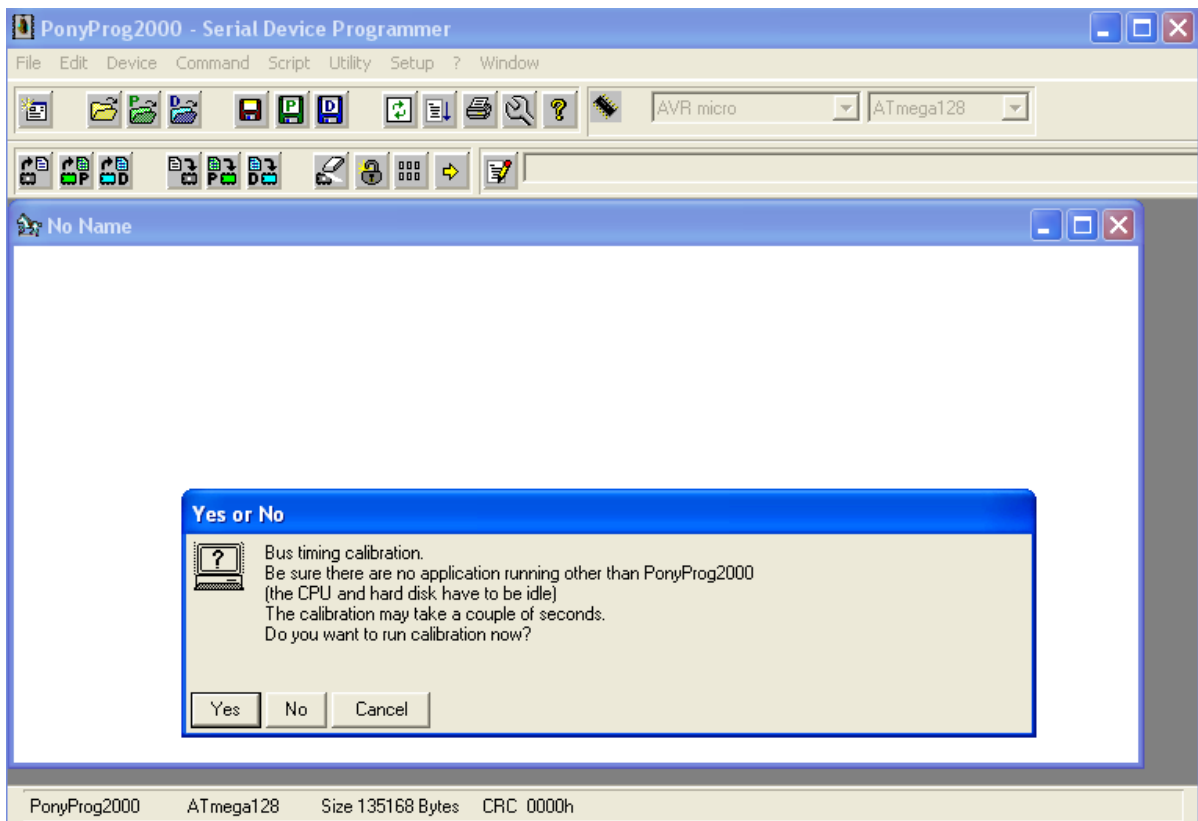 PonyProg2000 - Serial Device Programmer
File Edit Device Command Script Utility Setup ? Window
P D P D ? AVR micro ATmega128
P D P D
No Name
Yes or No
? Bus timing calibration.
Be sure there are no application running other than PonyProg2000
(the CPU and hard disk have to be idle)
The calibration may take a couple of seconds.
Do you want to run calibration now?
Yes No Cancel
PonyProg2000 ATmega128 Size 135168 Bytes CRC 0000h